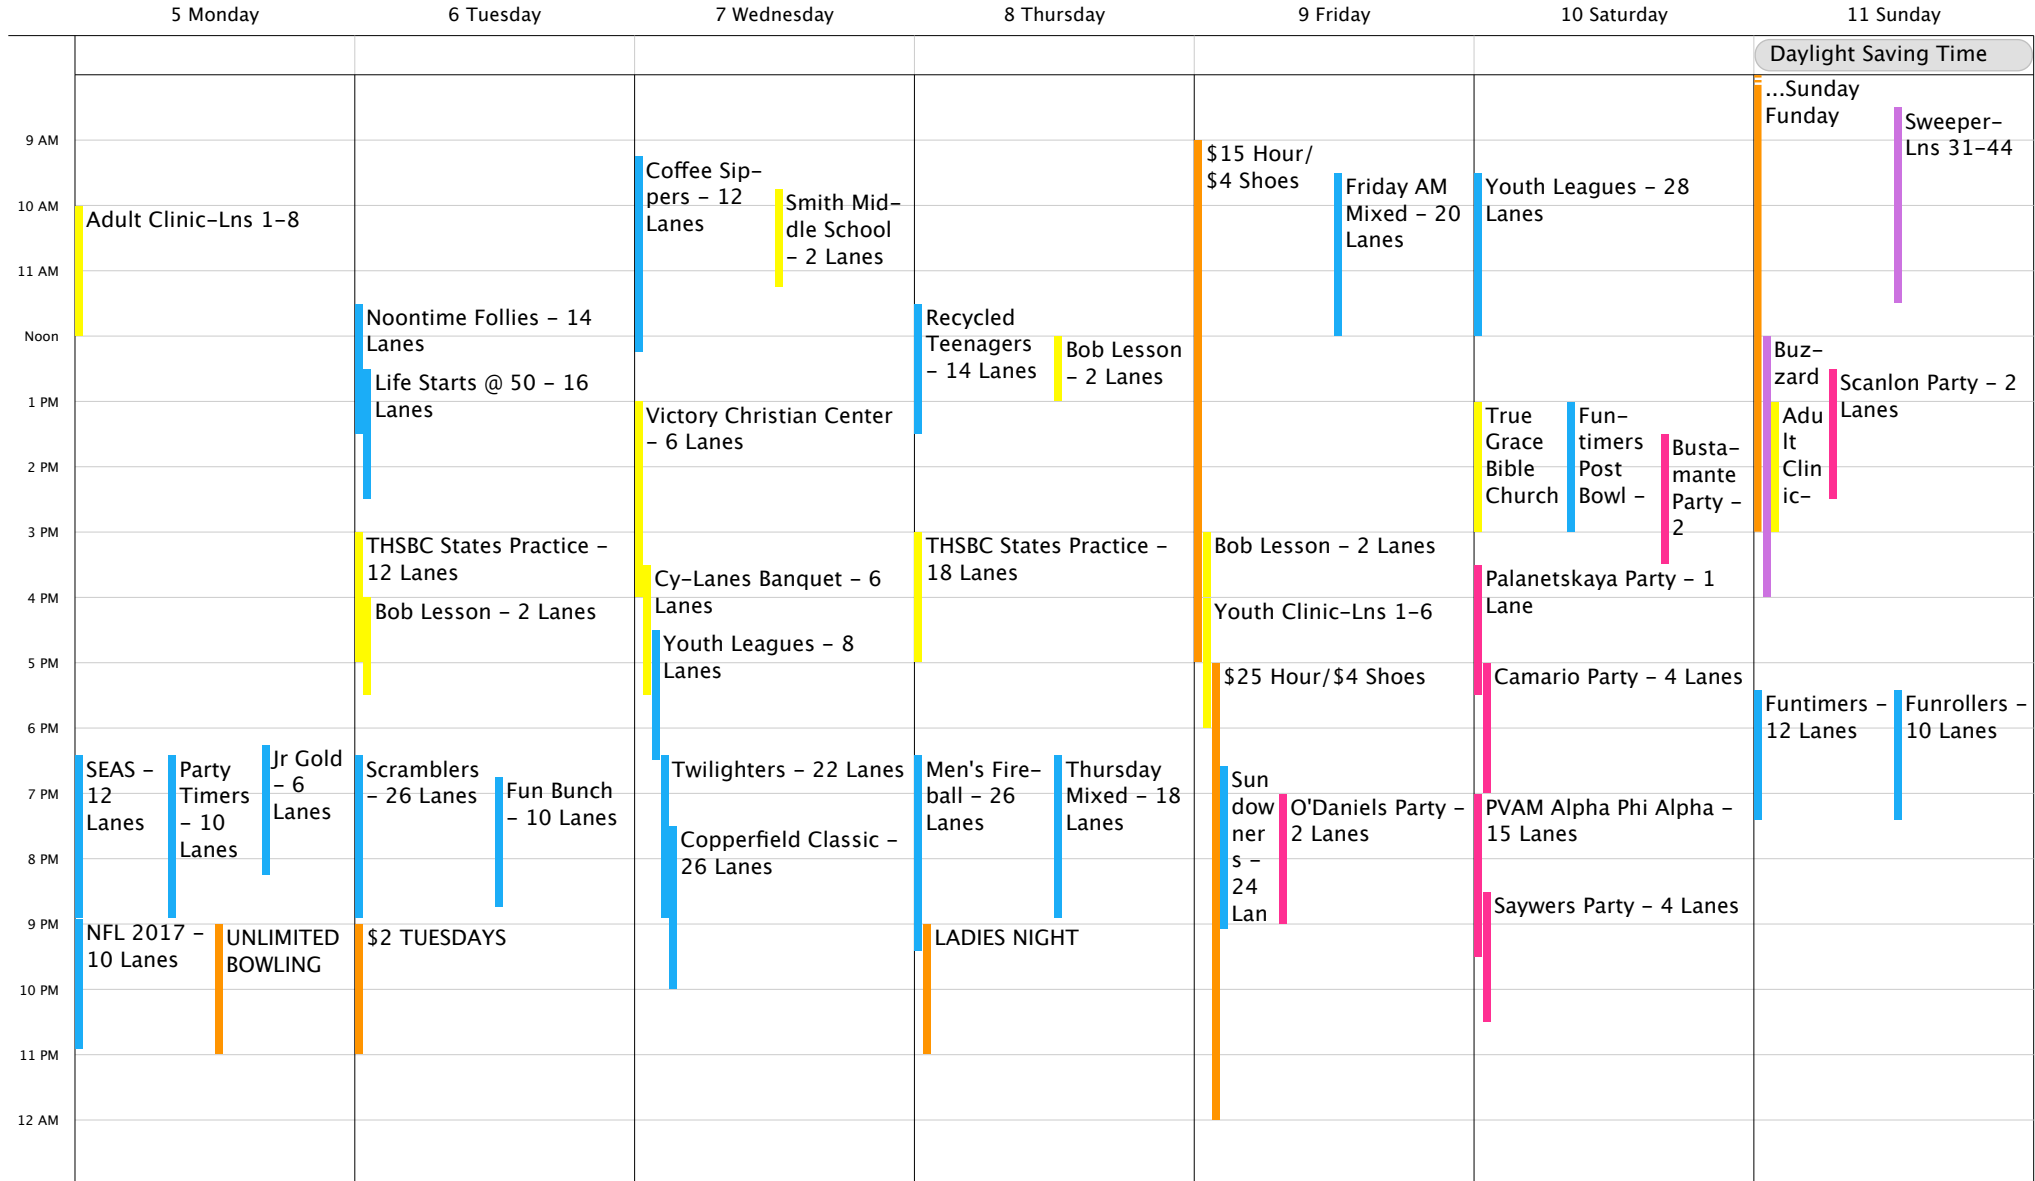 5 Monday
6 Tuesday
7 Wednesday
8 Thursday
9 Friday
10 Saturday
11 Sunday
Daylight Saving Time
9 AM
10 AM
11 AM
Noon
1 PM
2 PM
3 PM
4 PM
5 PM
6 PM
7 PM
8 PM
9 PM
10 PM
11 PM
12 AM
Adult Clinic-Lns 1-8
SEAS -
12
Lanes
Party
Timers
- 10
Lanes
Jr Gold
- 6
Lanes
NFL 2017 -
10 Lanes
UNLIMITED
BOWLING
Noontime Follies - 14
Lanes
Life Starts @ 50 - 16
Lanes
THSBC States Practice -
12 Lanes
Bob Lesson - 2 Lanes
Scramblers
- 26 Lanes
Fun Bunch
- 10 Lanes
$2 TUESDAYS
Coffee Sip-
pers - 12
Lanes
Smith Mid-
dle School
- 2 Lanes
Victory Christian Center
- 6 Lanes
Cy-Lanes Banquet - 6
Lanes
Youth Leagues - 8
Lanes
Twilighters - 22 Lanes
Copperfield Classic -
26 Lanes
Recycled
Teenagers
- 14 Lanes
Bob Lesson
- 2 Lanes
THSBC States Practice -
18 Lanes
Men's Fire-
ball - 26
Lanes
Thursday
Mixed - 18
Lanes
LADIES NIGHT
$15 Hour/
$4 Shoes
Friday AM
Mixed - 20
Lanes
Bob Lesson - 2 Lanes
Youth Clinic-Lns 1-6
$25 Hour/$4 Shoes
Sun
dow
ner
s -
24
Lan
O'Daniels Party -
2 Lanes
Youth Leagues - 28
Lanes
True
Grace
Bible
Church
Fun-
timers
Post
Bowl -
Busta-
mante
Party -
2
Palanetskaya Party - 1
Lane
Camario Party - 4 Lanes
PVAM Alpha Phi Alpha -
15 Lanes
Saywers Party - 4 Lanes
...Sunday
Funday
Sweeper-
Lns 31-44
Buz-
zard
Scanlon Party - 2
Lanes
Adu
lt
Clin
ic-
Funtimers -
12 Lanes
Funrollers -
10 Lanes